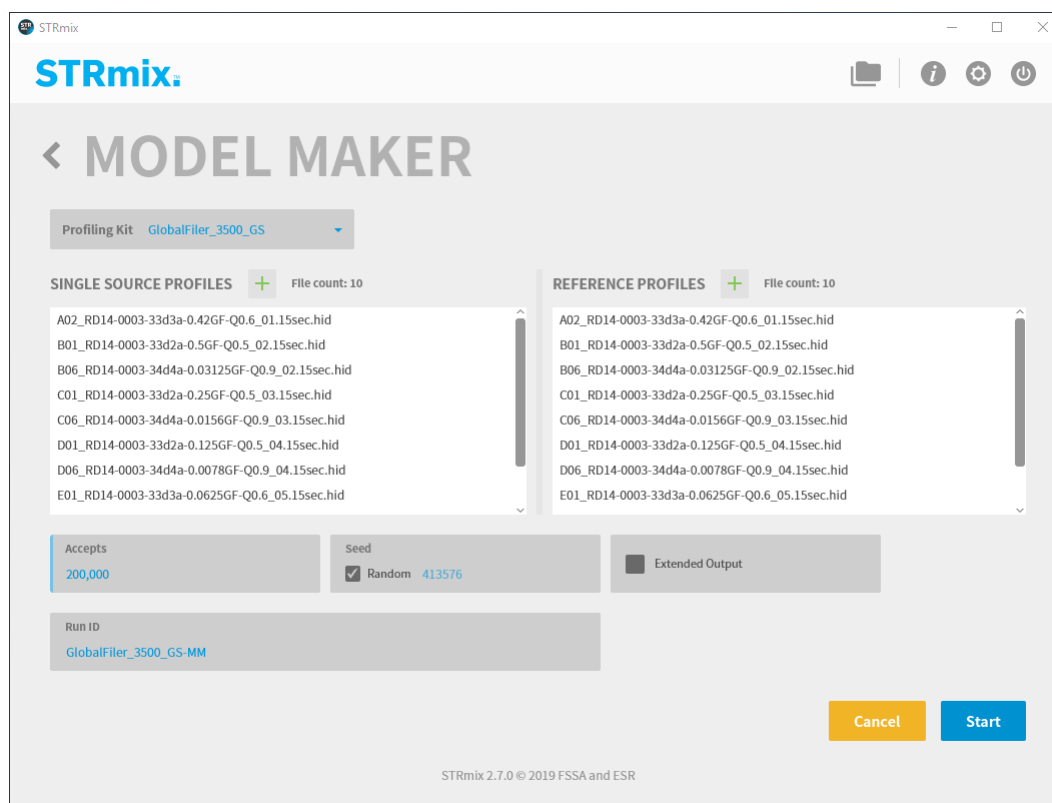 STRmix
STRmix.
MODEL MAKER
Profiling Kit GlobalFiler_3500_GS
SINGLE SOURCE PROFILES File count: 10
A02_RD14-0003-33d3a-0.42GF-Q0.6_01.15sec.hid
B01_RD14-0003-33d2a-0.5GF-Q0.5_02.15sec.hid
B06_RD14-0003-34d4a-0.03125GF-Q0.9_02.15sec.hid
C01_RD14-0003-33d2a-0.25GF-Q0.5_03.15sec.hid
C06_RD14-0003-34d4a-0.0156GF-Q0.9_03.15sec.hid
D01_RD14-0003-33d2a-0.125GF-Q0.5_04.15sec.hid
D06_RD14-0003-34d4a-0.0078GF-Q0.9_04.15sec.hid
E01_RD14-0003-33d3a-0.0625GF-Q0.6_05.15sec.hid
REFERENCE PROFILES File count: 10
A02_RD14-0003-33d3a-0.42GF-Q0.6_01.15sec.hid
B01_RD14-0003-33d2a-0.5GF-Q0.5_02.15sec.hid
B06_RD14-0003-34d4a-0.03125GF-Q0.9_02.15sec.hid
C01_RD14-0003-33d2a-0.25GF-Q0.5_03.15sec.hid
C06_RD14-0003-34d4a-0.0156GF-Q0.9_03.15sec.hid
D01_RD14-0003-33d2a-0.125GF-Q0.5_04.15sec.hid
D06_RD14-0003-34d4a-0.0078GF-Q0.9_04.15sec.hid
E01_RD14-0003-33d3a-0.0625GF-Q0.6_05.15sec.hid
Accepts
200,000
Seed
Random 413576
Extended Output
Run ID
GlobalFiler_3500_GS-MM
Cancel
Start
STRmix 2.7.0 © 2019 FSSA and ESR